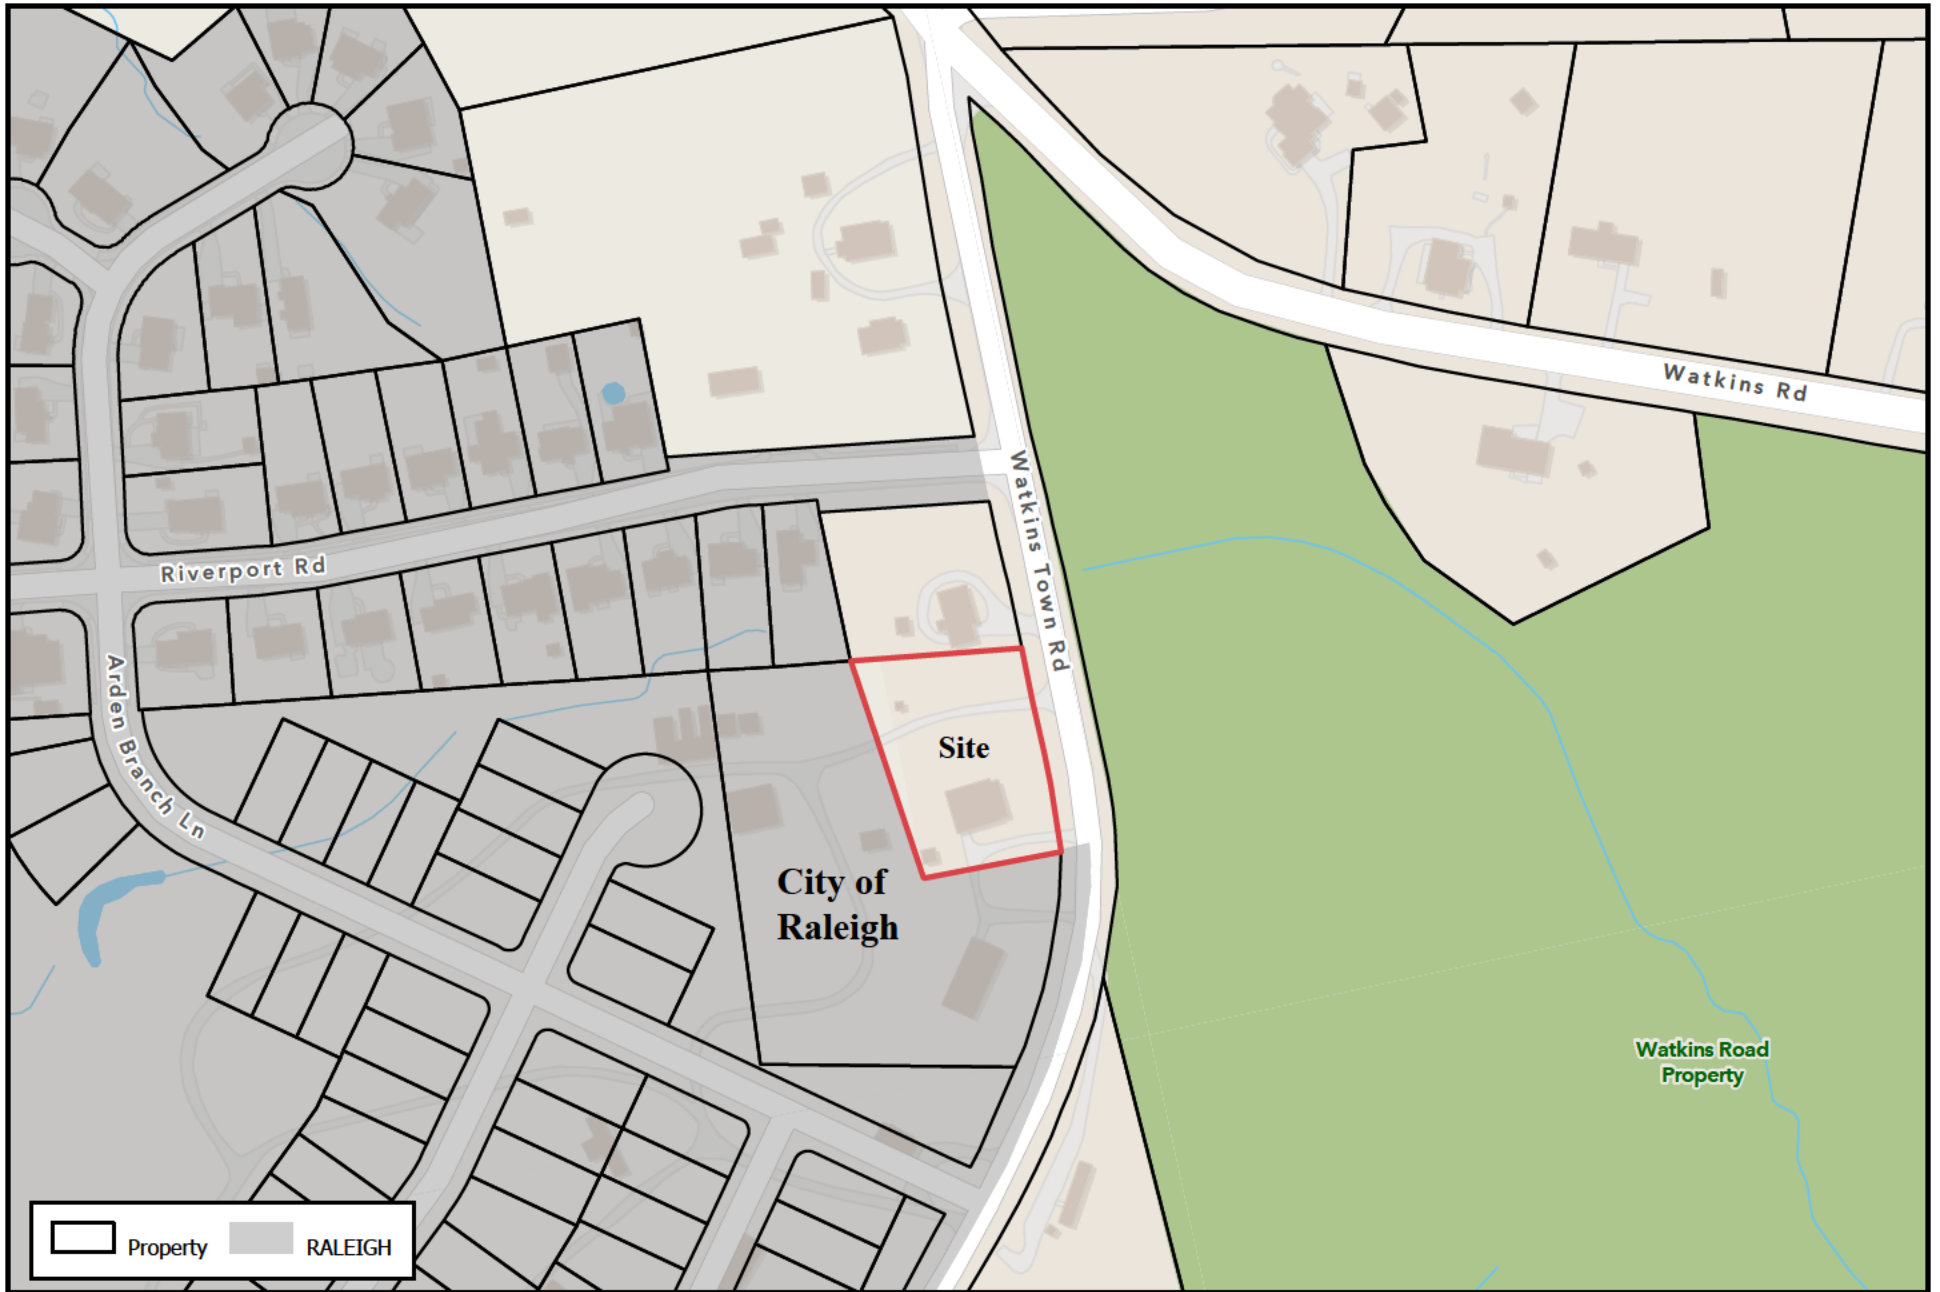 Watkins Rd
Watkins Town Rd
Riverport Rd
Arden Branch Ln
Site
City of
Raleigh
Watkins Road
Property
Property
RALEIGH